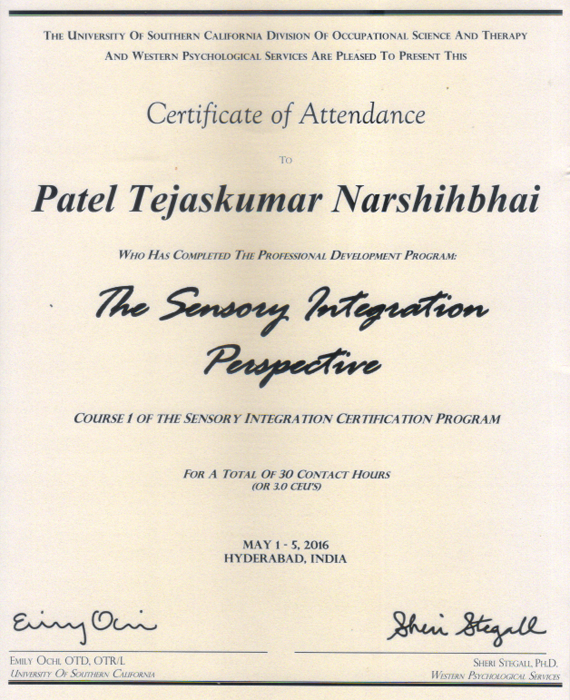 THE UNIVERSITY OF SOUTHERN CALIFORNIA DIVISION OF OCCUPATIONAL SCIENCE AND THERAPY
AND WESTERN PSYCHOLOGICAL SERVICES ARE PLEASED TO PRESENT THIS
Certificate of Attendance
TO
Patel Tejaskumar Narshihbhai
WHO HAS COMPLETED THE PROFESSIONAL DEVELOPMENT PROGRAM:
The Sensory Integration
Perspective
COURSE 1 OF THE SENSORY INTEGRATION CERTIFICATION PROGRAM
FOR A TOTAL OF 30 CONTACT HOURS
(OR 3.0 CEU'S)
MAY 1 - 5, 2016
HYDERABAD, INDIA
Emily Ochi
Sheri Stegall
EMILY OCHI, OTD, OTR/L
SHERI STEGALL, PH.D.
UNIVERSITY OF SOUTHERN CALIFORNIA
WESTERN PSYCHOLOGICAL SERVICES